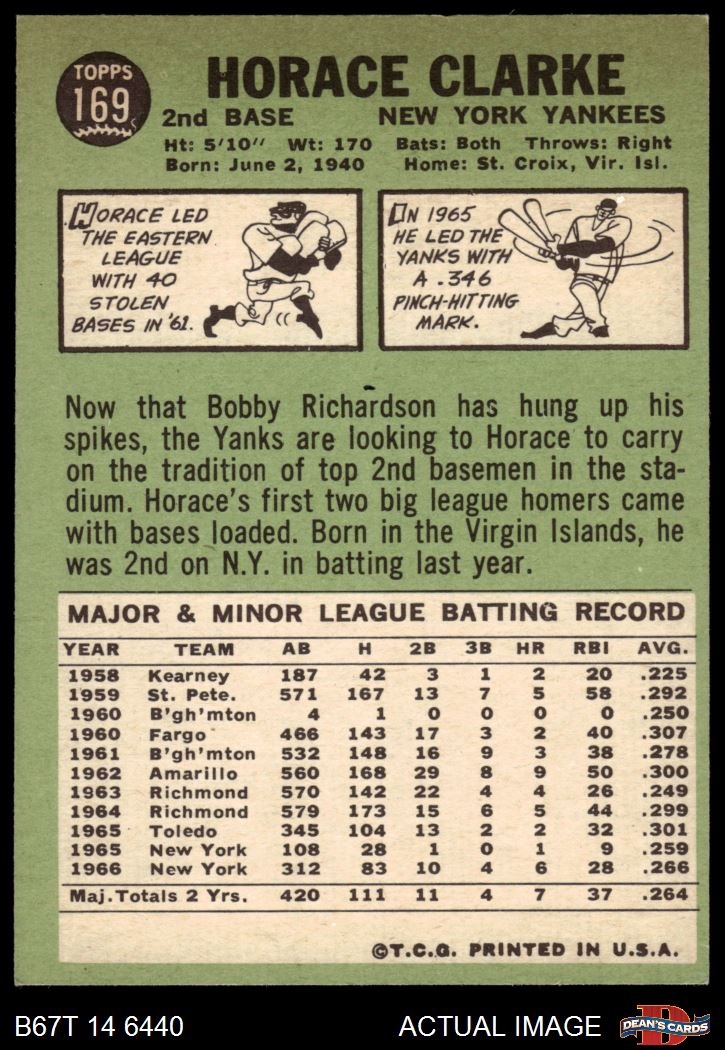 TOPPS
169
HORACE CLARKE
2nd BASE NEW YORK YANKEES
Ht: 5'10" Wt: 170 Bats: Both Throws: Right
Born: June 2, 1940 Home: St. Croix, Vir. Isl.
HORACE LED
THE EASTERN
LEAGUE
WITH 40
STOLEN
BASES IN '61.
IN 1965
HE LED THE
YANKS WITH
A .346
PINCH-HITTING
MARK.
Now that Bobby Richardson has hung up his
spikes, the Yanks are looking to Horace to carry
on the tradition of top 2nd basemen in the sta-
dium. Horace's first two big league homers came
with bases loaded. Born in the Virgin Islands, he
was 2nd on N.Y. in batting last year.
MAJOR & MINOR LEAGUE BATTING RECORD
YEAR TEAM AB H 2B 3B HR RBI AVG.
1958 Kearney 187 42 3 1 2 20 .225
1959 St. Pete. 571 167 13 7 5 58 .292
1960 B'gh'mton 4 1 0 0 0 0 .250
1960 Fargo 466 143 17 3 2 40 .307
1961 B'gh'mton 532 148 16 9 3 38 .278
1962 Amarillo 560 168 29 8 9 50 .300
1963 Richmond 570 142 22 4 4 26 .249
1964 Richmond 579 173 15 6 5 44 .299
1965 Toledo 345 104 13 2 2 32 .301
1965 New York 108 28 1 0 1 9 .259
1966 New York 312 83 10 4 6 28 .266
Maj. Totals 2 Yrs. 420 111 11 4 7 37 .264
©T.C.G. PRINTED IN U.S.A.
B67T 14 6440 ACTUAL IMAGE DEAN'S CARDS